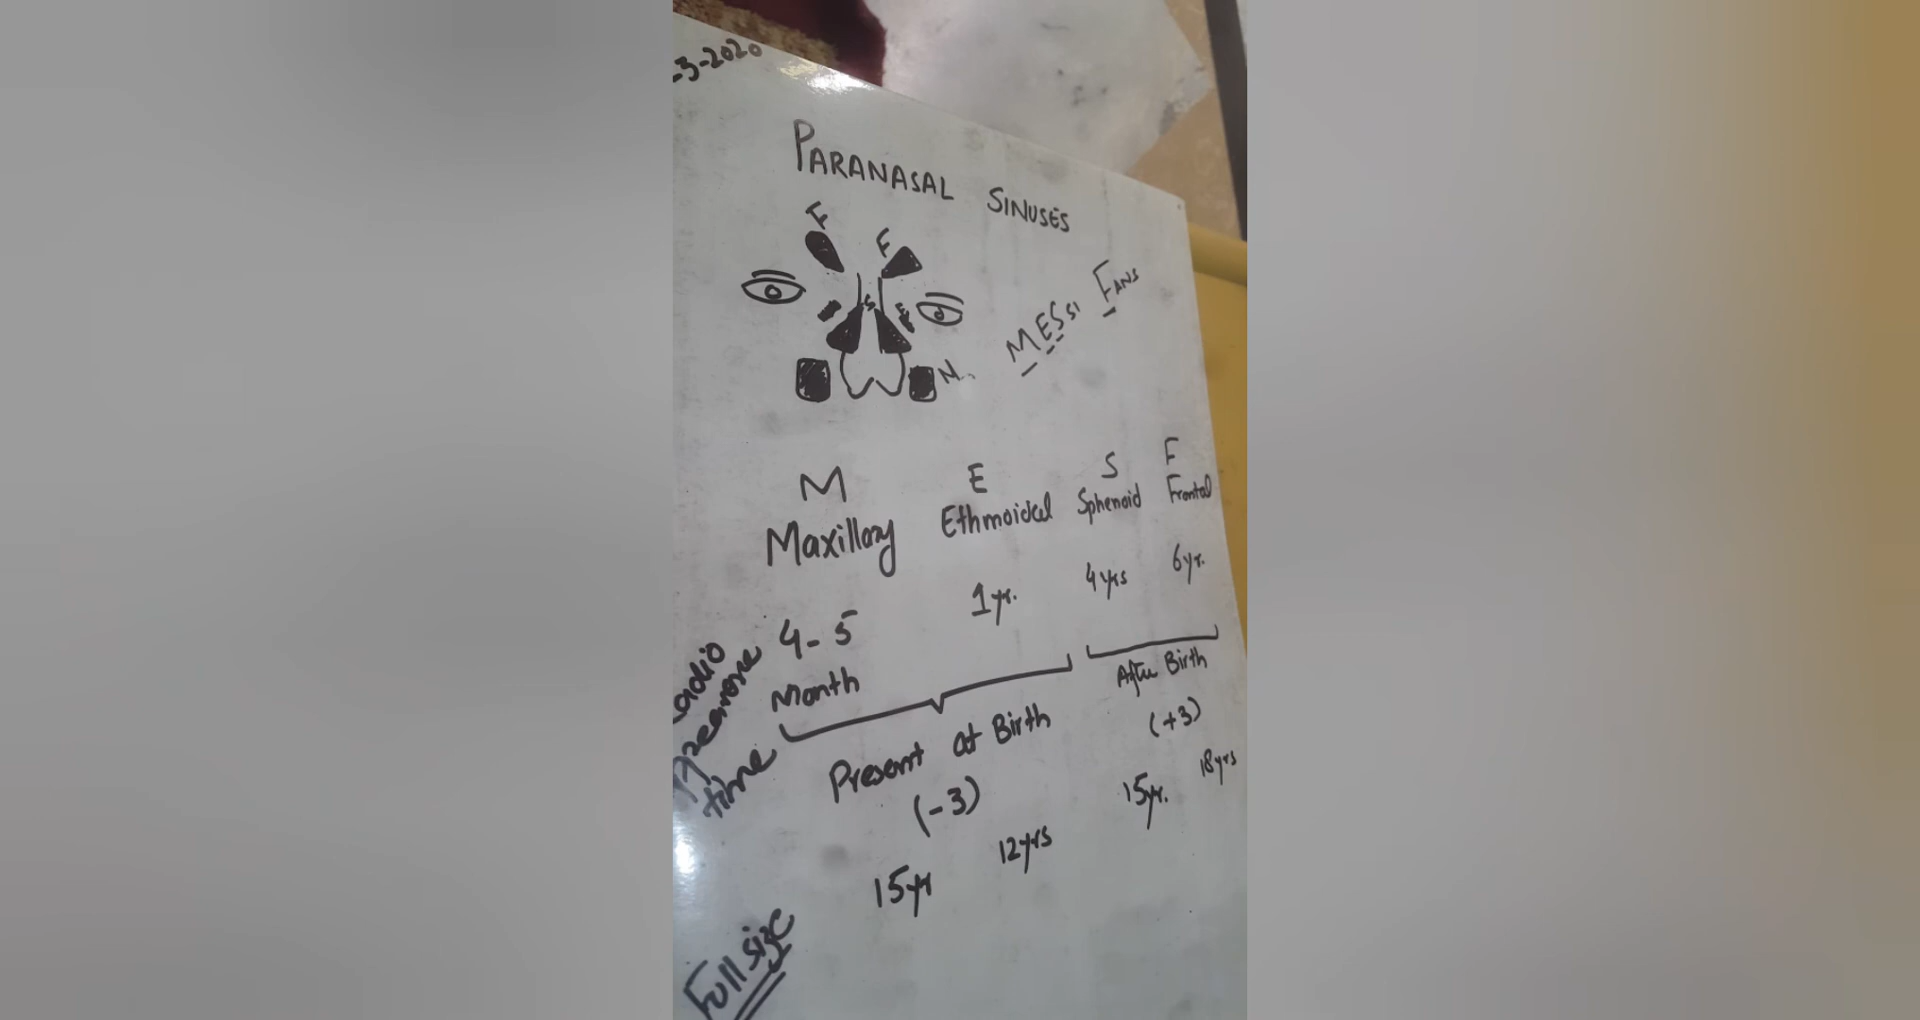 -3-2020
PARANASAL SINUSES
F F
S E
M
MESSI FANS
M E S F
Maxillary Ethmoidal Sphenoid Frontal
4-5 Month 1yr. 4yrs 6yr.
time
Present at Birth After Birth
(-3) (+3)
15yr 12yrs 15yr. 18yrs
Full size